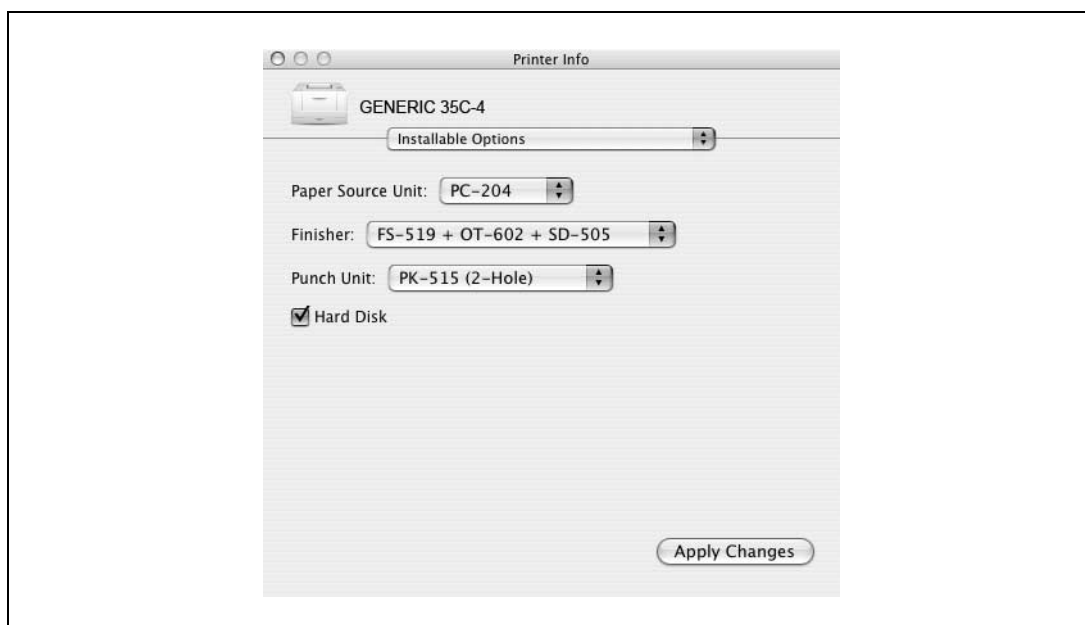 Printer Info
GENERIC 35C-4
Installable Options
Paper Source Unit: PC-204
Finisher: FS-519 + OT-602 + SD-505
Punch Unit: PK-515 (2-Hole)
Hard Disk
Apply Changes